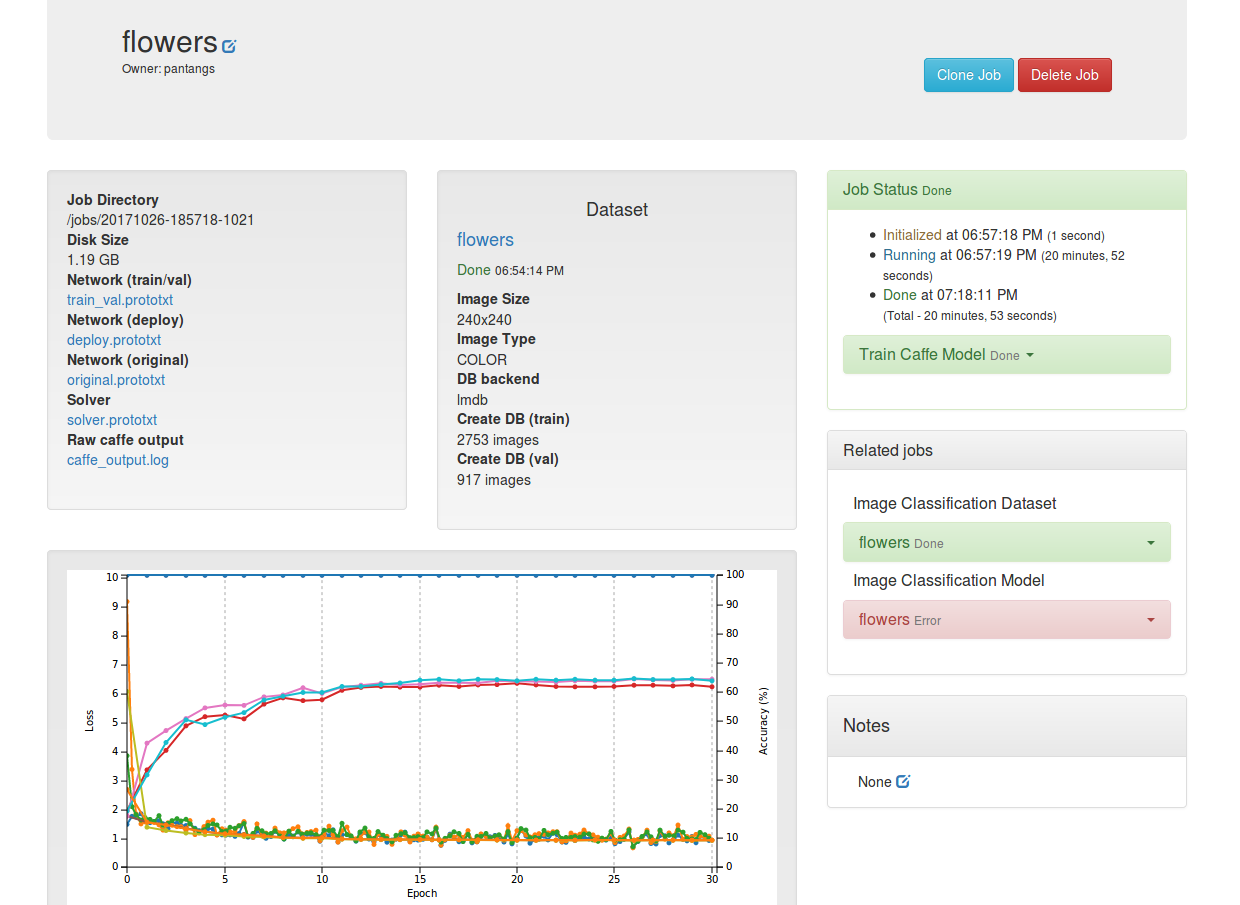 flowers
Owner: pantangs
Clone Job
Delete Job
Job Directory
/jobs/20171026-185718-1021
Disk Size
1.19 GB
Network (train/val)
train_val.prototxt
Network (deploy)
deploy.prototxt
Network (original)
original.prototxt
Solver
solver.prototxt
Raw caffe output
caffe_output.log
Dataset
flowers
Done 06:54:14 PM
Image Size
240x240
Image Type
COLOR
DB backend
lmdb
Create DB (train)
2753 images
Create DB (val)
917 images
Job Status Done
Initialized at 06:57:18 PM (1 second)
Running at 06:57:19 PM (20 minutes, 52
seconds)
Done at 07:18:11 PM
(Total - 20 minutes, 53 seconds)
Train Caffe Model Done
Related jobs
Image Classification Dataset
flowers Done
Image Classification Model
flowers Error
Notes
None
10
9
8
7
6
5
4
3
2
1
0
Loss
100
90
80
70
60
50
40
30
20
10
0
Accuracy (%)
0 5 10 15 20 25 30
Epoch